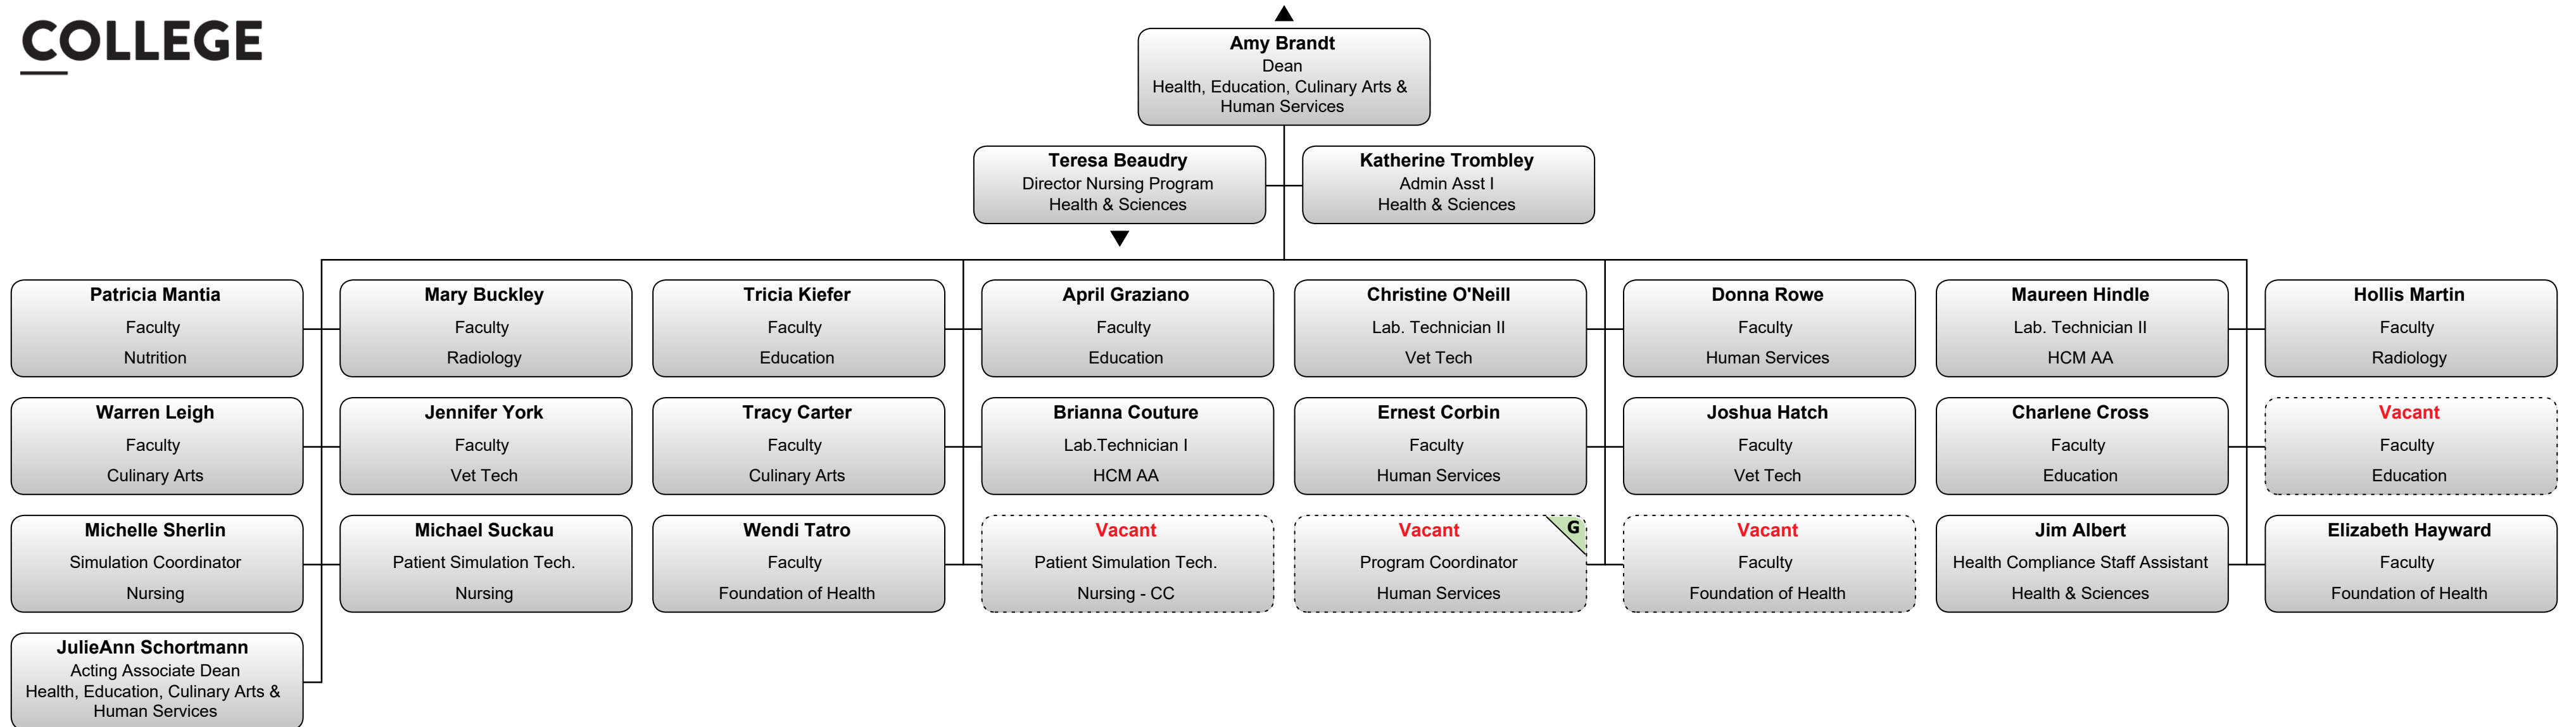 COLLEGE
Amy Brandt
Dean
Health, Education, Culinary Arts &
Human Services
Teresa Beaudry
Director Nursing Program
Health & Sciences
Katherine Trombley
Admin Asst I
Health & Sciences
Patricia Mantia
Faculty
Nutrition
Mary Buckley
Faculty
Radiology
Tricia Kiefer
Faculty
Education
April Graziano
Faculty
Education
Christine O'Neill
Lab. Technician II
Vet Tech
Donna Rowe
Faculty
Human Services
Maureen Hindle
Lab. Technician II
HCM AA
Hollis Martin
Faculty
Radiology
Warren Leigh
Faculty
Culinary Arts
Jennifer York
Faculty
Vet Tech
Tracy Carter
Faculty
Culinary Arts
Brianna Couture
Lab.Technician I
HCM AA
Ernest Corbin
Faculty
Human Services
Joshua Hatch
Faculty
Vet Tech
Charlene Cross
Faculty
Education
Vacant
Faculty
Education
Michelle Sherlin
Simulation Coordinator
Nursing
Michael Suckau
Patient Simulation Tech.
Nursing
Wendi Tatro
Faculty
Foundation of Health
Vacant
Patient Simulation Tech.
Nursing - CC
Vacant
G
Program Coordinator
Human Services
Vacant
Faculty
Foundation of Health
Jim Albert
Health Compliance Staff Assistant
Health & Sciences
Elizabeth Hayward
Faculty
Foundation of Health
JulieAnn Schortmann
Acting Associate Dean
Health, Education, Culinary Arts &
Human Services